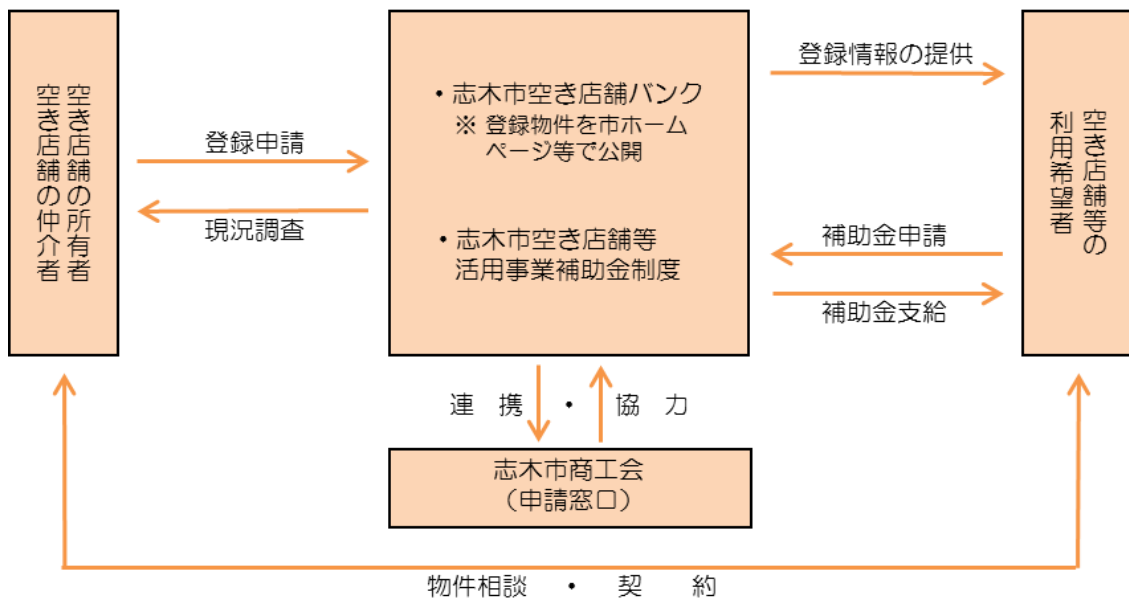 空き店舗の所有者
空き店舗の仲介者
登録申請
現況調査
・志木市空き店舗バンク
※ 登録物件を市ホーム
ページ等で公開
・志木市空き店舗等
活用事業補助金制度
登録情報の提供
補助金申請
補助金支給
空き店舗等の
利用希望者
連 携 ・ 協 力
志木市商工会
（申請窓口）
物件相談 ・ 契 約